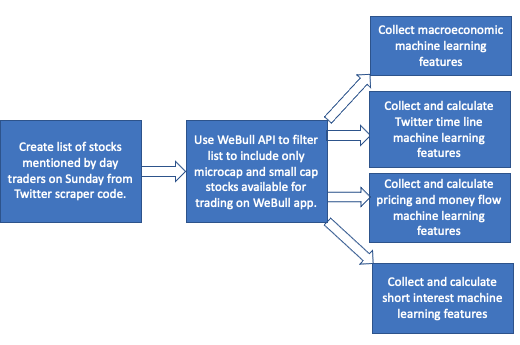 Create list of stocks
mentioned by day
traders on Sunday from
Twitter scraper code.
Use WeBull API to filter
list to include only
microcap and small cap
stocks available for
trading on WeBull app.
Collect macroeconomic
machine learning
features
Collect and calculate
Twitter time line
machine learning
features
Collect and calculate
pricing and money flow
machine learning
features
Collect and calculate
short interest machine
learning features